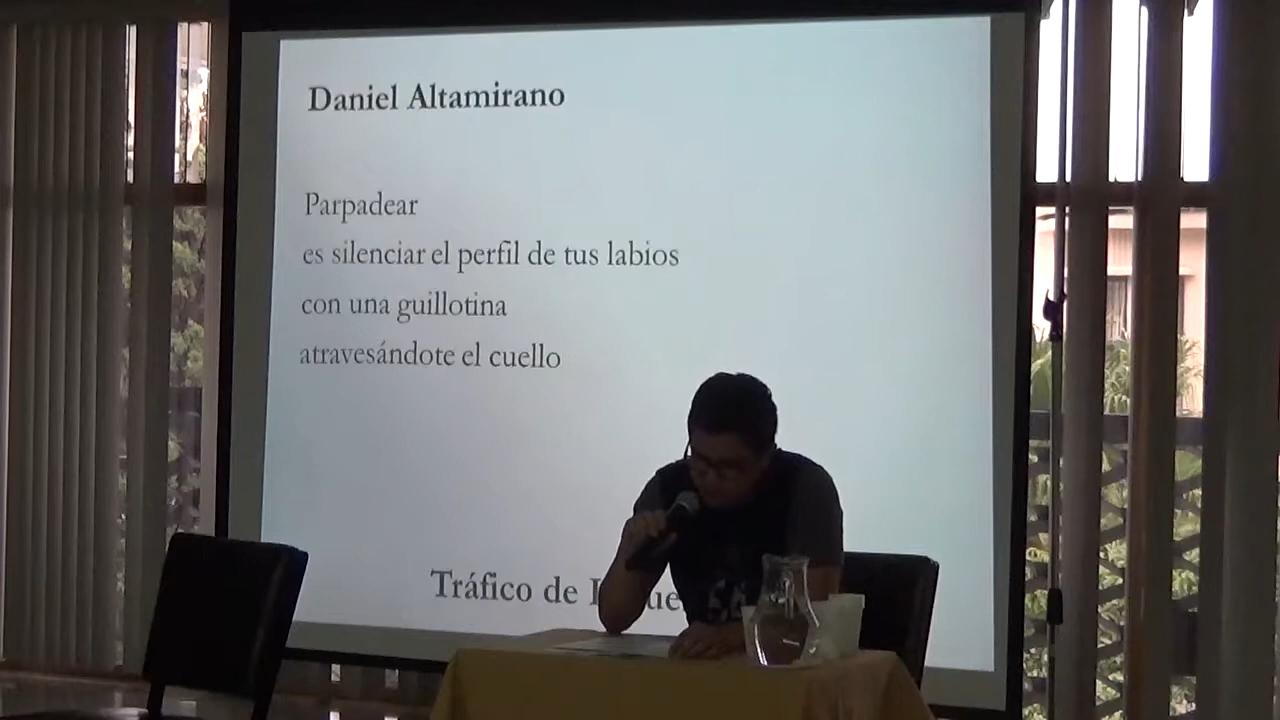 Daniel Altamirano
Parpadear
es silenciar el perfil de tus labios
con una guillotina
atravesándote el cuello
Tráfico de